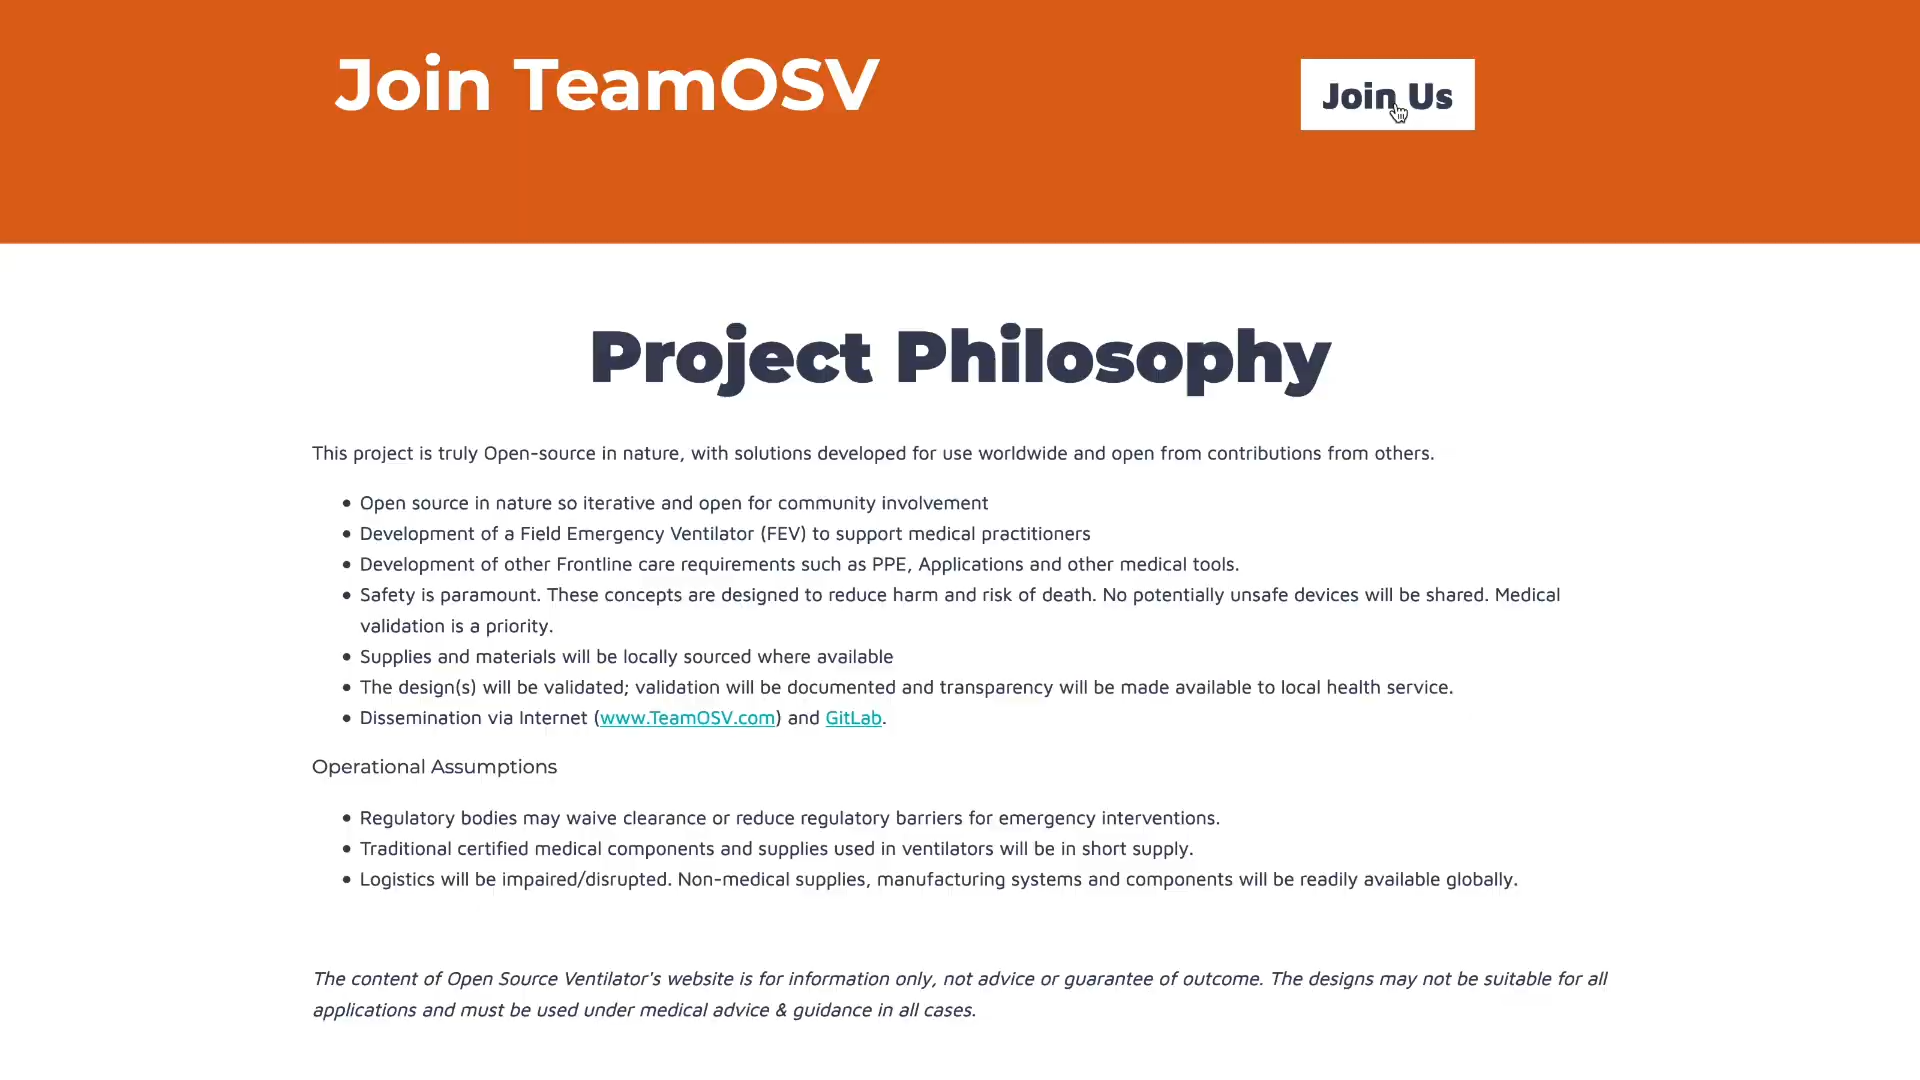 Join TeamOSV
Join Us
Project Philosophy
This project is truly Open-source in nature, with solutions developed for use worldwide and open from contributions from others.
• Open source in nature so iterative and open for community involvement
• Development of a Field Emergency Ventilator (FEV) to support medical practitioners
• Development of other Frontline care requirements such as PPE, Applications and other medical tools.
• Safety is paramount. These concepts are designed to reduce harm and risk of death. No potentially unsafe devices will be shared. Medical
validation is a priority.
• Supplies and materials will be locally sourced where available
• The design(s) will be validated; validation will be documented and transparency will be made available to local health service.
• Dissemination via Internet (www.TeamOSV.com) and GitLab.
Operational Assumptions
• Regulatory bodies may waive clearance or reduce regulatory barriers for emergency interventions.
• Traditional certified medical components and supplies used in ventilators will be in short supply.
• Logistics will be impaired/disrupted. Non-medical supplies, manufacturing systems and components will be readily available globally.
The content of Open Source Ventilator's website is for information only, not advice or guarantee of outcome. The designs may not be suitable for all
applications and must be used under medical advice & guidance in all cases.